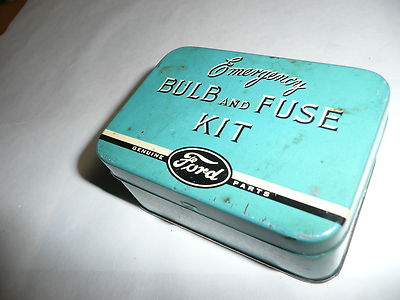 Emergency
BULB AND FUSE
KIT
GENUINE Ford PARTS